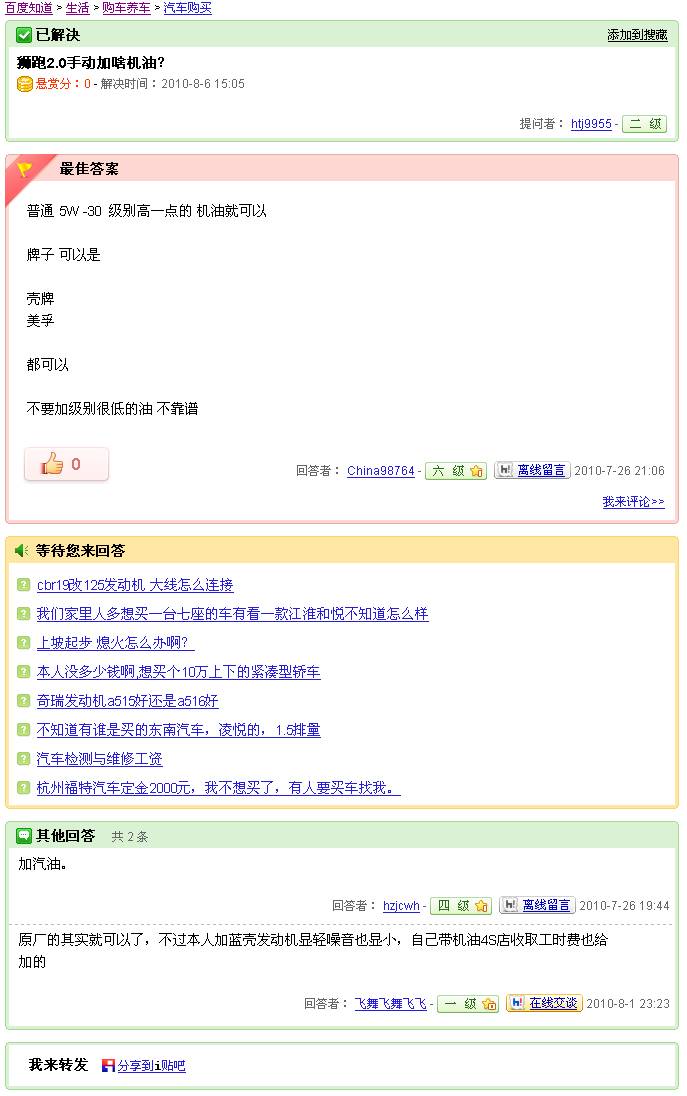 百度知道 > 生活 > 购车养车 > 汽车购买
已解决 添加到搜藏
狮跑2.0手动加啥机油?
悬赏分：0 - 解决时间：2010-8-6 15:05
提问者： htj9955 - 二 级
最佳答案
普通 5W -30 级别高一点的 机油就可以
牌子 可以是
壳牌
美孚
都可以
不要加级别很低的油 不靠谱
0
回答者： China98764 - 六 级 hi 离线留言 2010-7-26 21:06
我来评论>>
等待您来回答
? cbr19改125发动机 大线怎么连接
? 我们家里人多想买一台七座的车有看一款江淮和悦不知道怎么样
? 上坡起步 熄火怎么办啊?
? 本人没多少钱啊,想买个10万上下的紧凑型轿车
? 奇瑞发动机a515好还是a516好
? 不知道有谁是买的东南汽车，凌悦的，1.5排量
? 汽车检测与维修工资
? 杭州福特汽车定金2000元，我不想买了，有人要买车找我。
其他回答 共 2 条
加汽油。
回答者： hzjcwh - 四 级 hi 离线留言 2010-7-26 19:44
原厂的其实就可以了，不过本人加蓝壳发动机显轻噪音也显小，自己带机油4S店收取工时费也给
加的
回答者： 飞舞飞舞飞飞 - 一 级 hi 在线交谈 2010-8-1 23:23
我来转发 分享到i贴吧